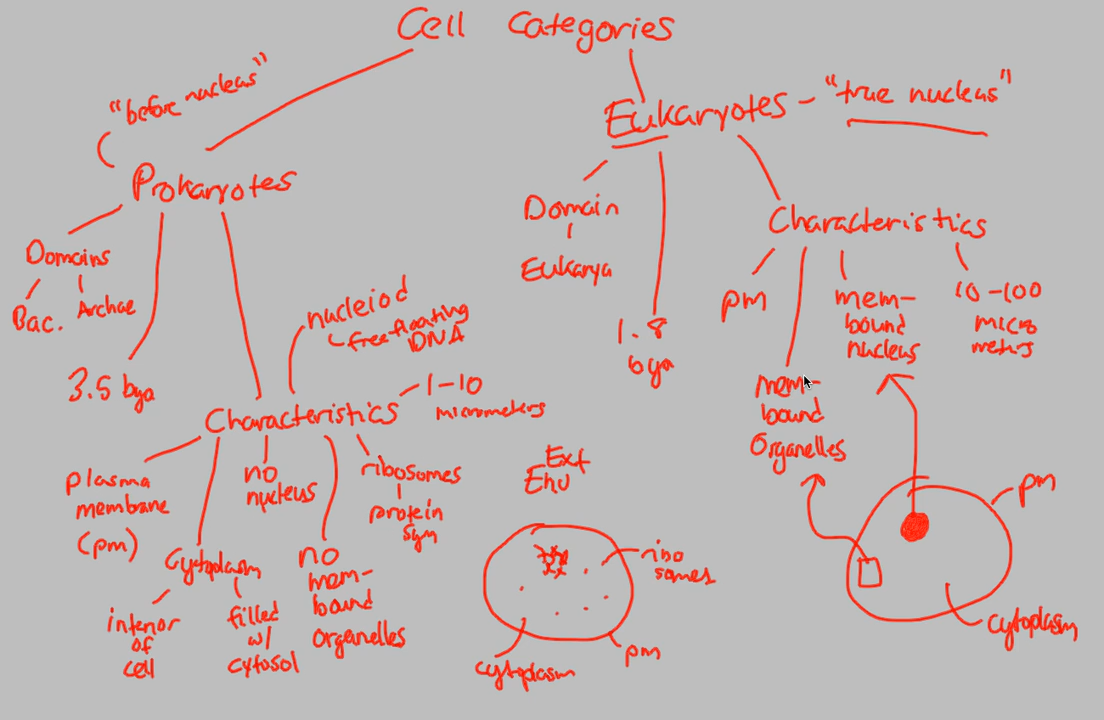 Cell Categories
"before nucleus"
Prokaryotes
Domains
Bac.
Archae
3.5 bya
Characteristics
nucleiod
free floating
DNA
1-10
micrometers
plasma
membrane
(pm)
Cytoplasm
interior
of
cell
filled
w/
cytosol
no
nucleus
no
mem-
bound
organelles
ribosomes
protein
syn
Ext
Env
ribo
somes
pm
cytoplasm
Eukaryotes - "true nucleus"
Domain
Eukarya
1.8
bya
Characteristics
pm
mem-
bound
Organelles
mem-
bound
nucleus
10-100
micro
meters
pm
cytoplasm